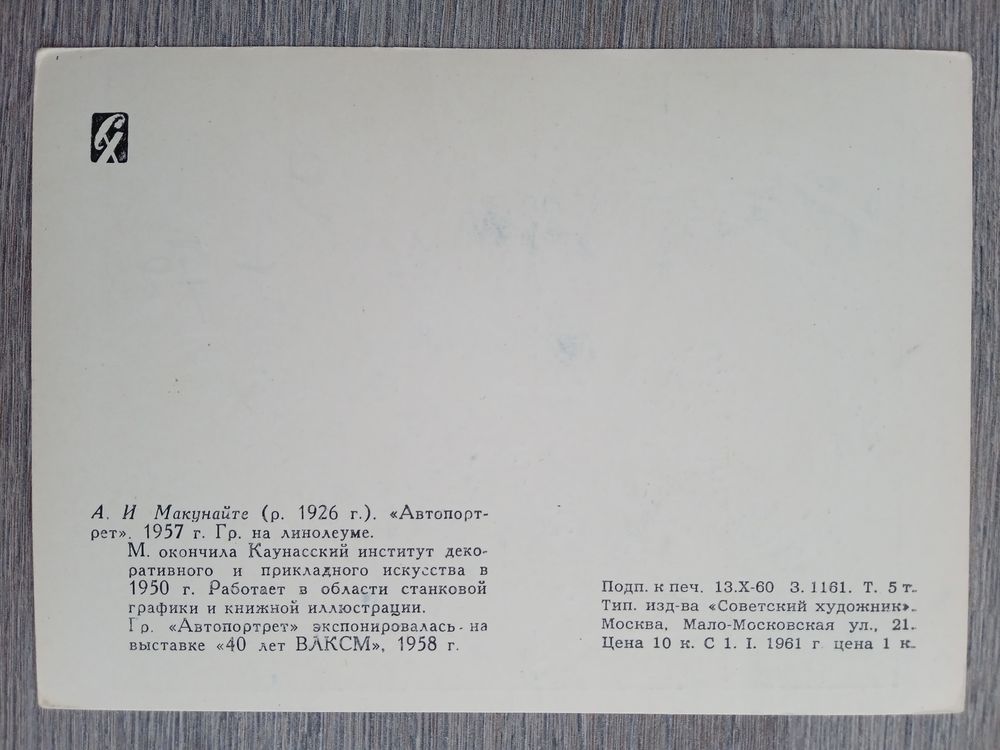 СХ
А. И Макунайте (р. 1926 г.). «Автопорт-
рет». 1957 г. Гр. на линолеуме.
М. окончила Каунасский институт деко-
ративного и прикладного искусства в
1950 г. Работает в области станковой
графики и книжной иллюстрации.
Гр. «Автопортрет» экспонировалась на
выставке «40 лет ВЛКСМ», 1958 г.
Подп. к печ. 13.X-60 З. 1161. Т. 5 т.
Тип. изд-ва «Советский художник».
Москва, Мало-Московская ул., 21.
Цена 10 к. С 1. I. 1961 г цена 1 к.